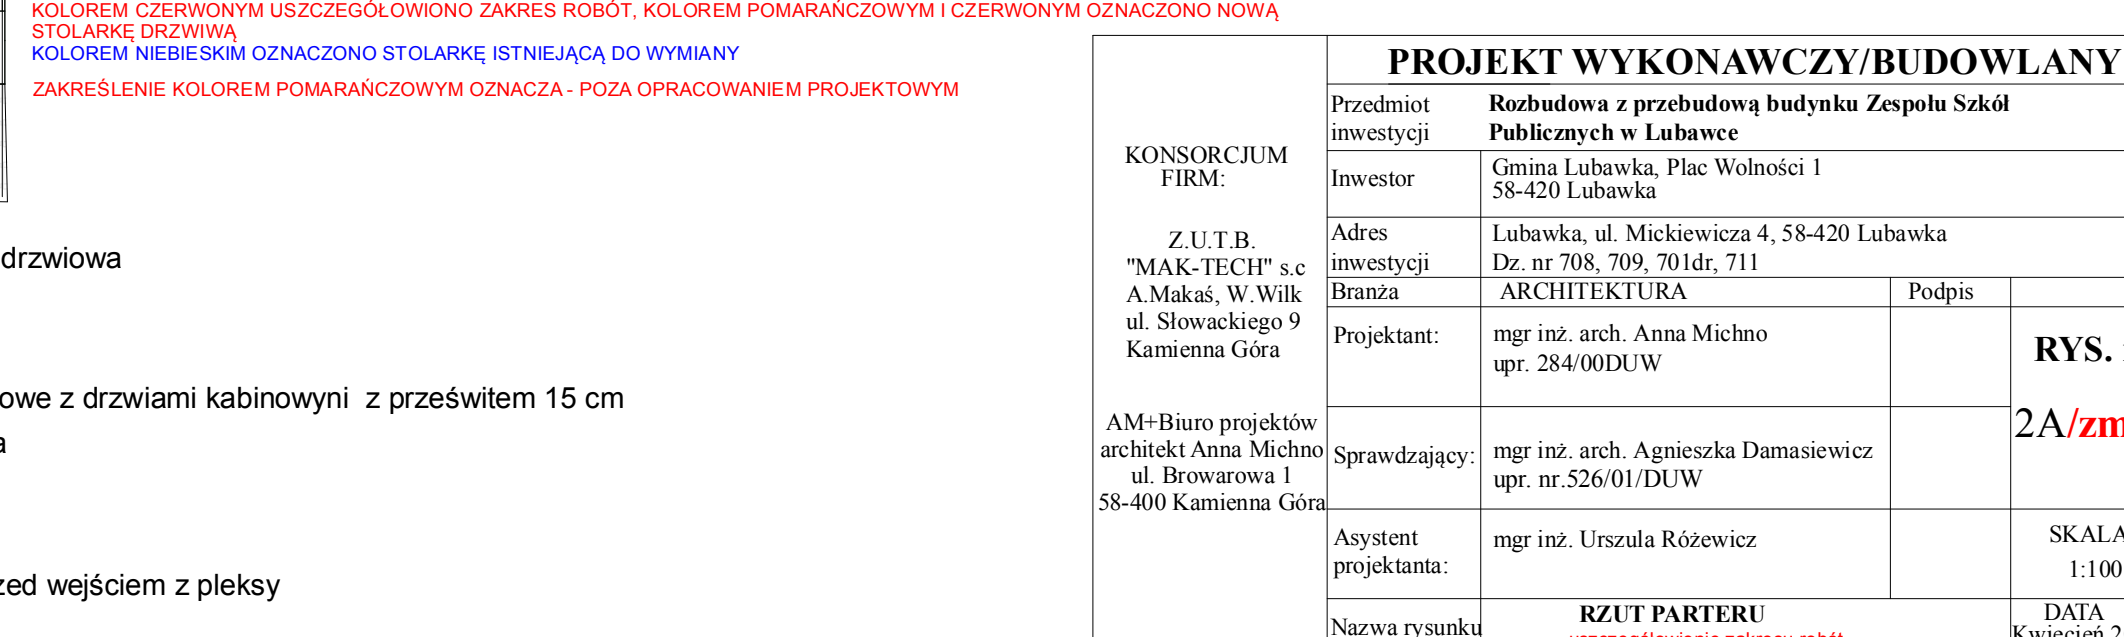 KOLOREM CZERWONYM USZCZEGÓŁOWIONO ZAKRES ROBÓT, KOLOREM POMARAŃCZOWYM I CZERWONYM OZNACZONO NOWĄ
STOLARKĘ DRZWIWĄ
KOLOREM NIEBIESKIM OZNACZONO STOLARKĘ ISTNIEJĄCĄ DO WYMIANY
ZAKREŚLENIE KOLOREM POMARAŃCZOWYM OZNACZA - POZA OPRACOWANIEM PROJEKTOWYM
drzwiowa
owe z drzwiami kabinowyni z prześwitem 15 cm
a
zed wejściem z pleksy
KONSORCJUM
FIRM:
Z.U.T.B.
"MAK-TECH" s.c
A.Makaś, W.Wilk
ul. Słowackiego 9
Kamienna Góra
AM+Biuro projektów
architekt Anna Michno
ul. Browarowa 1
58-400 Kamienna Góra
PROJEKT WYKONAWCZY/BUDOWLANY
Przedmiot
inwestycji
Rozbudowa z przebudową budynku Zespołu Szkół
Publicznych w Lubawce
Inwestor
Gmina Lubawka, Plac Wolności 1
58-420 Lubawka
Adres
inwestycji
Lubawka, ul. Mickiewicza 4, 58-420 Lubawka
Dz. nr 708, 709, 701dr, 711
Branża
ARCHITEKTURA
Podpis
Projektant:
mgr inż. arch. Anna Michno
upr. 284/00DUW
RYS.
2A/zm
Sprawdzający:
mgr inż. arch. Agnieszka Damasiewicz
upr. nr.526/01/DUW
Asystent
projektanta:
mgr inż. Urszula Różewicz
SKALA
1:100
Nazwa rysunku
RZUT PARTERU
uszczegółowienie zakresu robót
DATA
Kwiecień 2